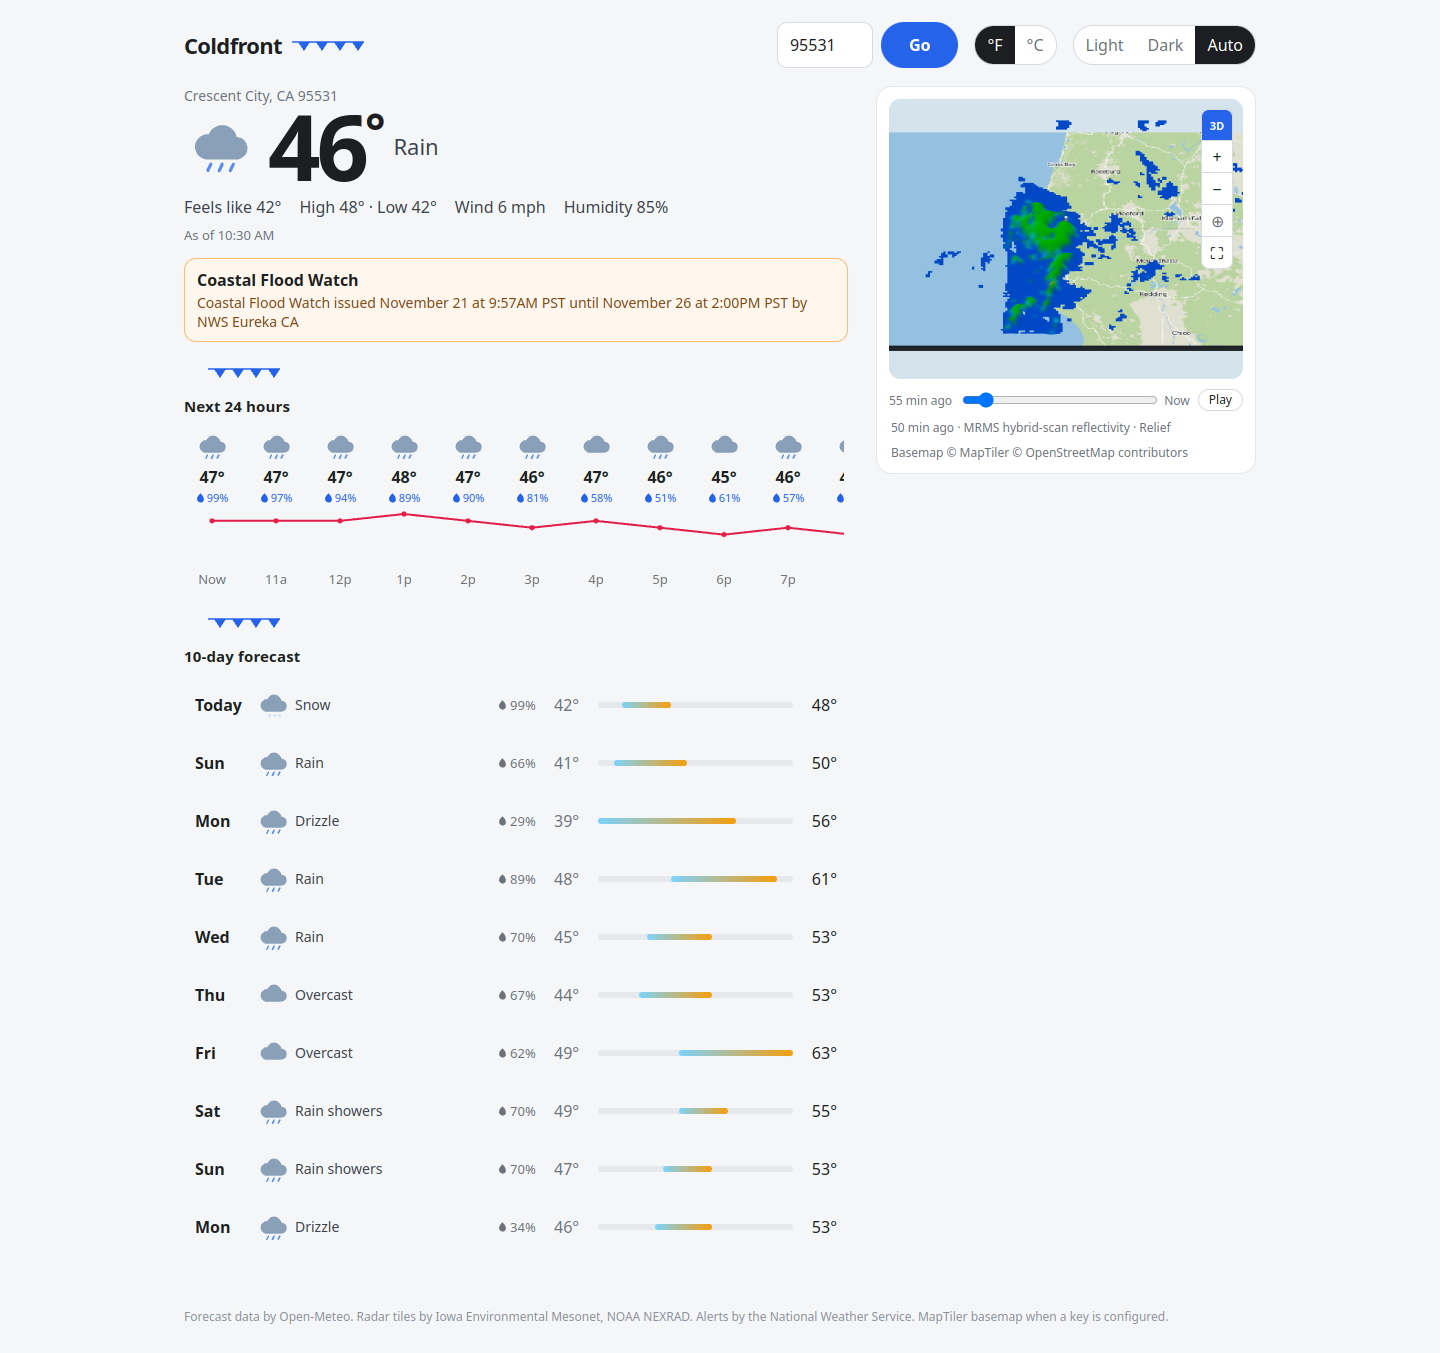 Coldfront
95531
Go
°F
°C
Light
Dark
Auto
Crescent City, CA 95531
46°
Rain
Feels like 42° High 48° · Low 42° Wind 6 mph Humidity 85%
As of 10:30 AM
Coastal Flood Watch
Coastal Flood Watch issued November 21 at 9:57AM PST until November 26 at 2:00PM PST by
NWS Eureka CA
Next 24 hours
47° 47° 47° 48° 47° 46° 47° 46° 45° 46°
99% 97% 94% 89% 90% 81% 58% 51% 61% 57%
Now 11a 12p 1p 2p 3p 4p 5p 6p 7p
10-day forecast
Today Snow 99% 42° 48°
Sun Rain 66% 41° 50°
Mon Drizzle 29% 39° 56°
Tue Rain 89% 48° 61°
Wed Rain 70% 45° 53°
Thu Overcast 67% 44° 53°
Fri Overcast 62% 49° 63°
Sat Rain showers 70% 49° 55°
Sun Rain showers 70% 47° 53°
Mon Drizzle 34% 46° 53°
3D
+
−
Roseburg
Medford
Redding
Chico
55 min ago
Now
Play
50 min ago · MRMS hybrid-scan reflectivity · Relief
Basemap © MapTiler © OpenStreetMap contributors
Forecast data by Open-Meteo. Radar tiles by Iowa Environmental Mesonet, NOAA NEXRAD. Alerts by the National Weather Service. MapTiler basemap when a key is configured.